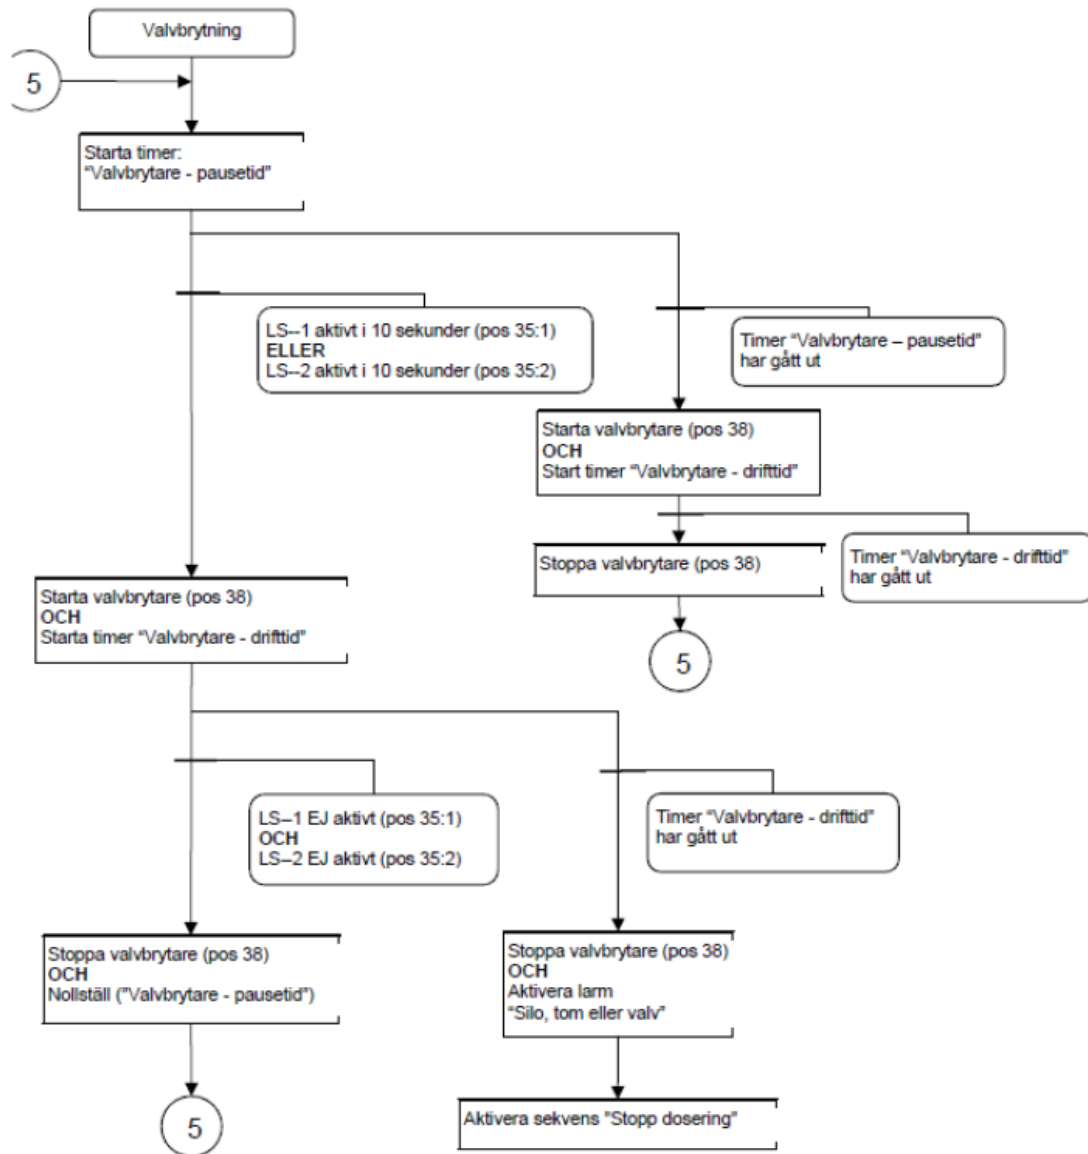 Valvbrytning
5
Starta timer:
“Valvbrytare - pausetid”
LS--1 aktivt i 10 sekunder (pos 35:1)
ELLER
LS--2 aktivt i 10 sekunder (pos 35:2)
Timer “Valvbrytare – pausetid”
har gått ut
Starta valvbrytare (pos 38)
OCH
Start timer “Valvbrytare - drifttid”
Timer “Valvbrytare - drifttid”
har gått ut
Stoppa valvbrytare (pos 38)
5
Starta valvbrytare (pos 38)
OCH
Starta timer “Valvbrytare - drifttid”
LS--1 EJ aktivt (pos 35:1)
OCH
LS--2 EJ aktivt (pos 35:2)
Timer “Valvbrytare - drifttid”
har gått ut
Stoppa valvbrytare (pos 38)
OCH
Nollställ (”Valvbrytare - pausetid”)
5
Stoppa valvbrytare (pos 38)
OCH
Aktivera larm
“Silo, tom eller valv”
Aktivera sekvens ”Stopp dosering”